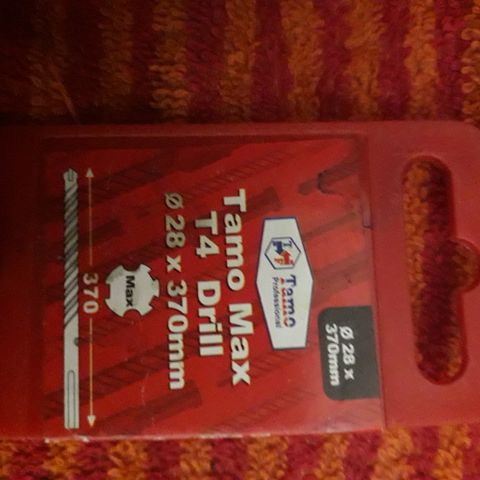 Ø 28 x
370mm
Tamo
Professional
Tamo Max
T4 Drill
Ø 28 x 370mm
Max
370